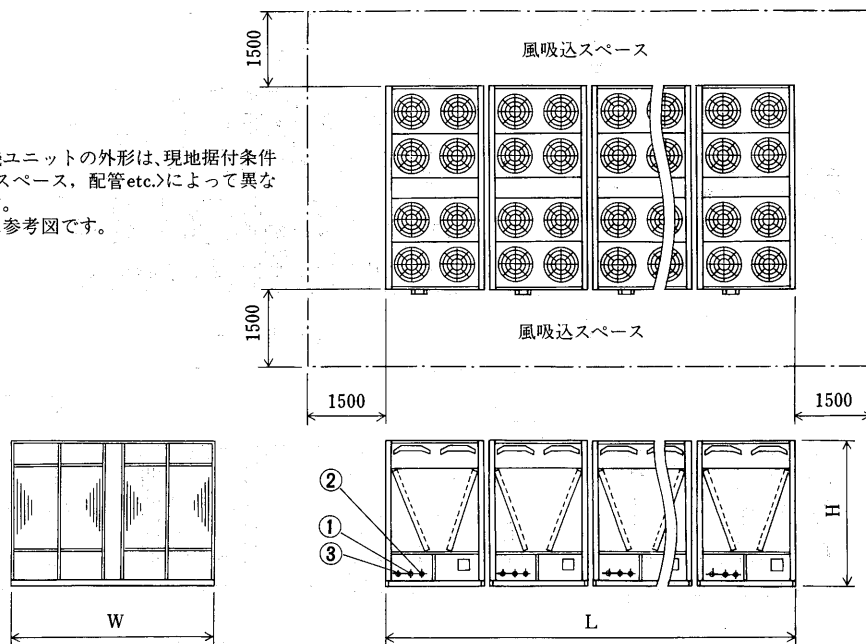 1500
風吸込スペース
ユニットの外形は、現地据付条件
スペース，配管etc.〉によって異な
。
参考図です。
1500
風吸込スペース
1500
1500
②
①
③
H
W
L